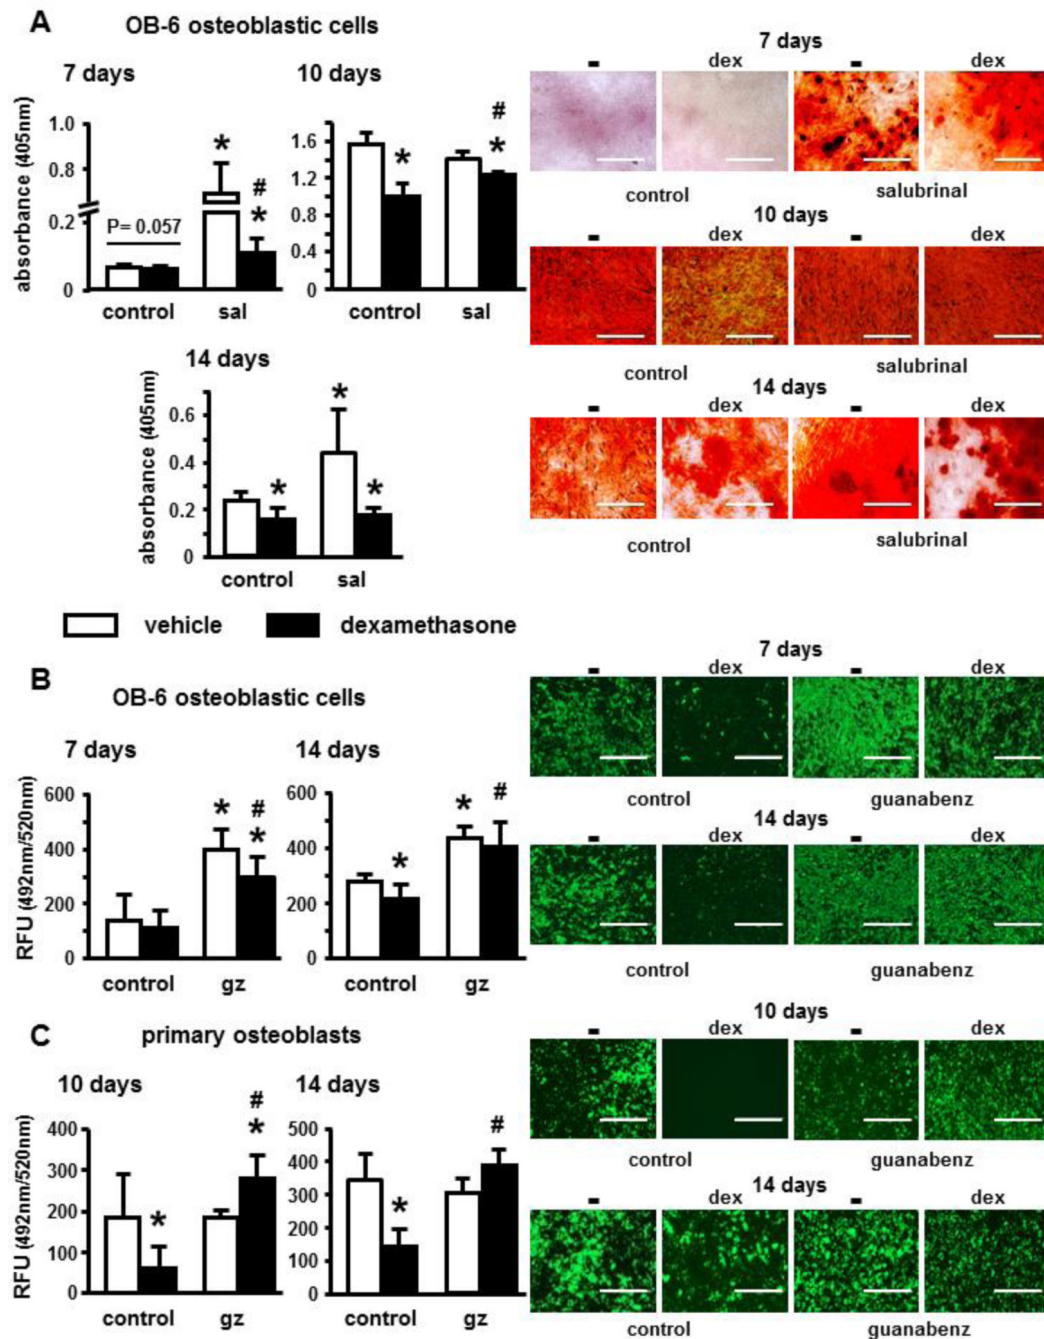 A
OB-6 osteoblastic cells
7 days
10 days
absorbance (405nm)
1.0
0.8
0.2
0
P= 0.057
*
#
*
control
sal
1.6
1.2
0.8
0.4
0
*
#
*
control
sal
14 days
absorbance (405nm)
0.6
0.4
0.2
0
*
*
*
control
sal
7 days
-
dex
-
dex
control
salubrinal
10 days
-
dex
-
dex
control
salubrinal
14 days
-
dex
-
dex
control
salubrinal
vehicle
dexamethasone
B
OB-6 osteoblastic cells
7 days
14 days
RFU (492nm/520nm)
600
400
200
0
*
#
*
control
gz
600
400
200
0
*
*
#
control
gz
7 days
-
dex
-
dex
control
guanabenz
14 days
-
dex
-
dex
control
guanabenz
C
primary osteoblasts
10 days
14 days
RFU (492nm/520nm)
400
300
200
100
0
*
#
*
control
gz
500
400
300
200
100
0
*
#
control
gz
10 days
-
dex
-
dex
control
guanabenz
14 days
-
dex
-
dex
control
guanabenz